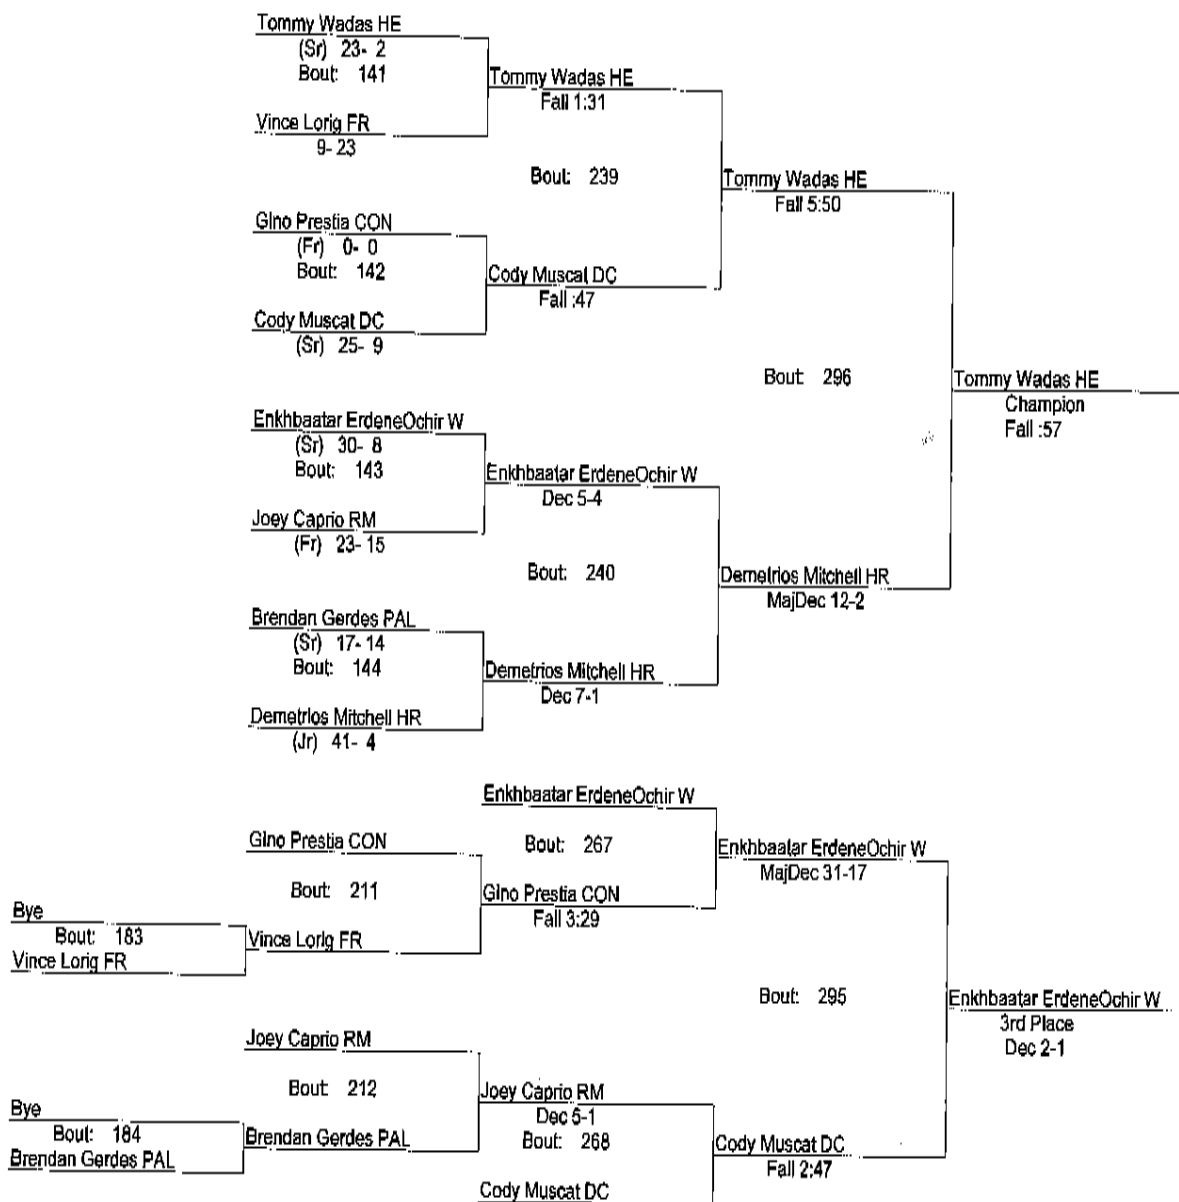 Tommy Wadas HE
(Sr) 23- 2
Bout: 141
Tommy Wadas HE
Fall 1:31
Vince Lorig FR
9- 23
Bout: 239
Tommy Wadas HE
Fall 5:50
Gino Prestia CON
(Fr) 0- 0
Bout: 142
Cody Muscat DC
Fall :47
Cody Muscat DC
(Sr) 25- 9
Bout: 296
Tommy Wadas HE
Champion
Fall :57
Enkhbaatar ErdeneOchir W
(Sr) 30- 8
Bout: 143
Enkhbaatar ErdeneOchir W
Dec 5-4
Joey Caprio RM
(Fr) 23- 15
Bout: 240
Demetrios Mitchell HR
MajDec 12-2
Brendan Gerdes PAL
(Sr) 17- 14
Bout: 144
Demetrios Mitchell HR
Dec 7-1
Demetrios Mitchell HR
(Jr) 41- 4
Enkhbaatar ErdeneOchir W
Gino Prestia CON
Bout: 267
Enkhbaatar ErdeneOchir W
MajDec 31-17
Bout: 211
Gino Prestia CON
Fall 3:29
Bye
Bout: 183
Vince Lorig FR
Vince Lorig FR
Bout: 295
Enkhbaatar ErdeneOchir W
3rd Place
Dec 2-1
Joey Caprio RM
Bout: 212
Joey Caprio RM
Dec 5-1
Bye
Bout: 184
Brendan Gerdes PAL
Bout: 268
Cody Muscat DC
Fall 2:47
Brendan Gerdes PAL
Cody Muscat DC